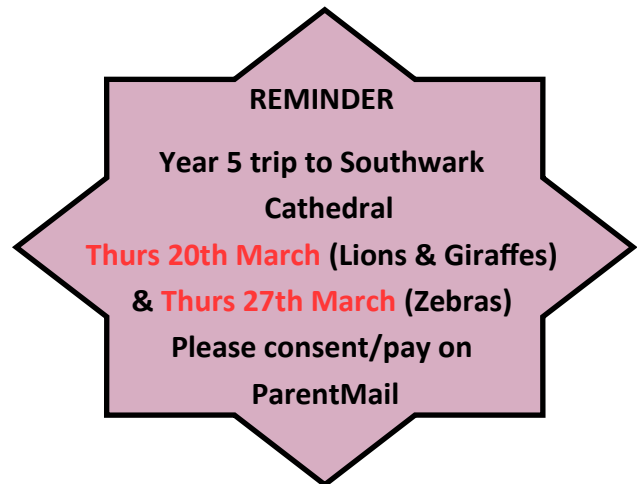 REMINDER
Year 5 trip to Southwark
Cathedral
Thurs 20th March (Lions & Giraffes)
& Thurs 27th March (Zebras)
Please consent/pay on
ParentMail